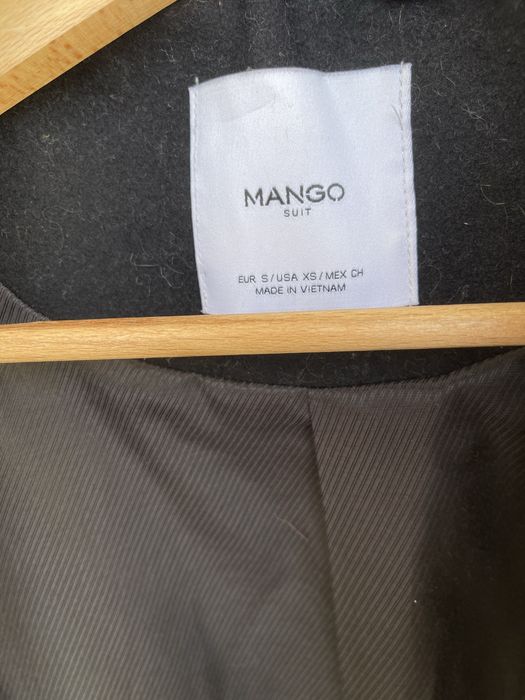 MANGO
SUIT
EUR S/USA XS/MEX CH
MADE IN VIETNAM